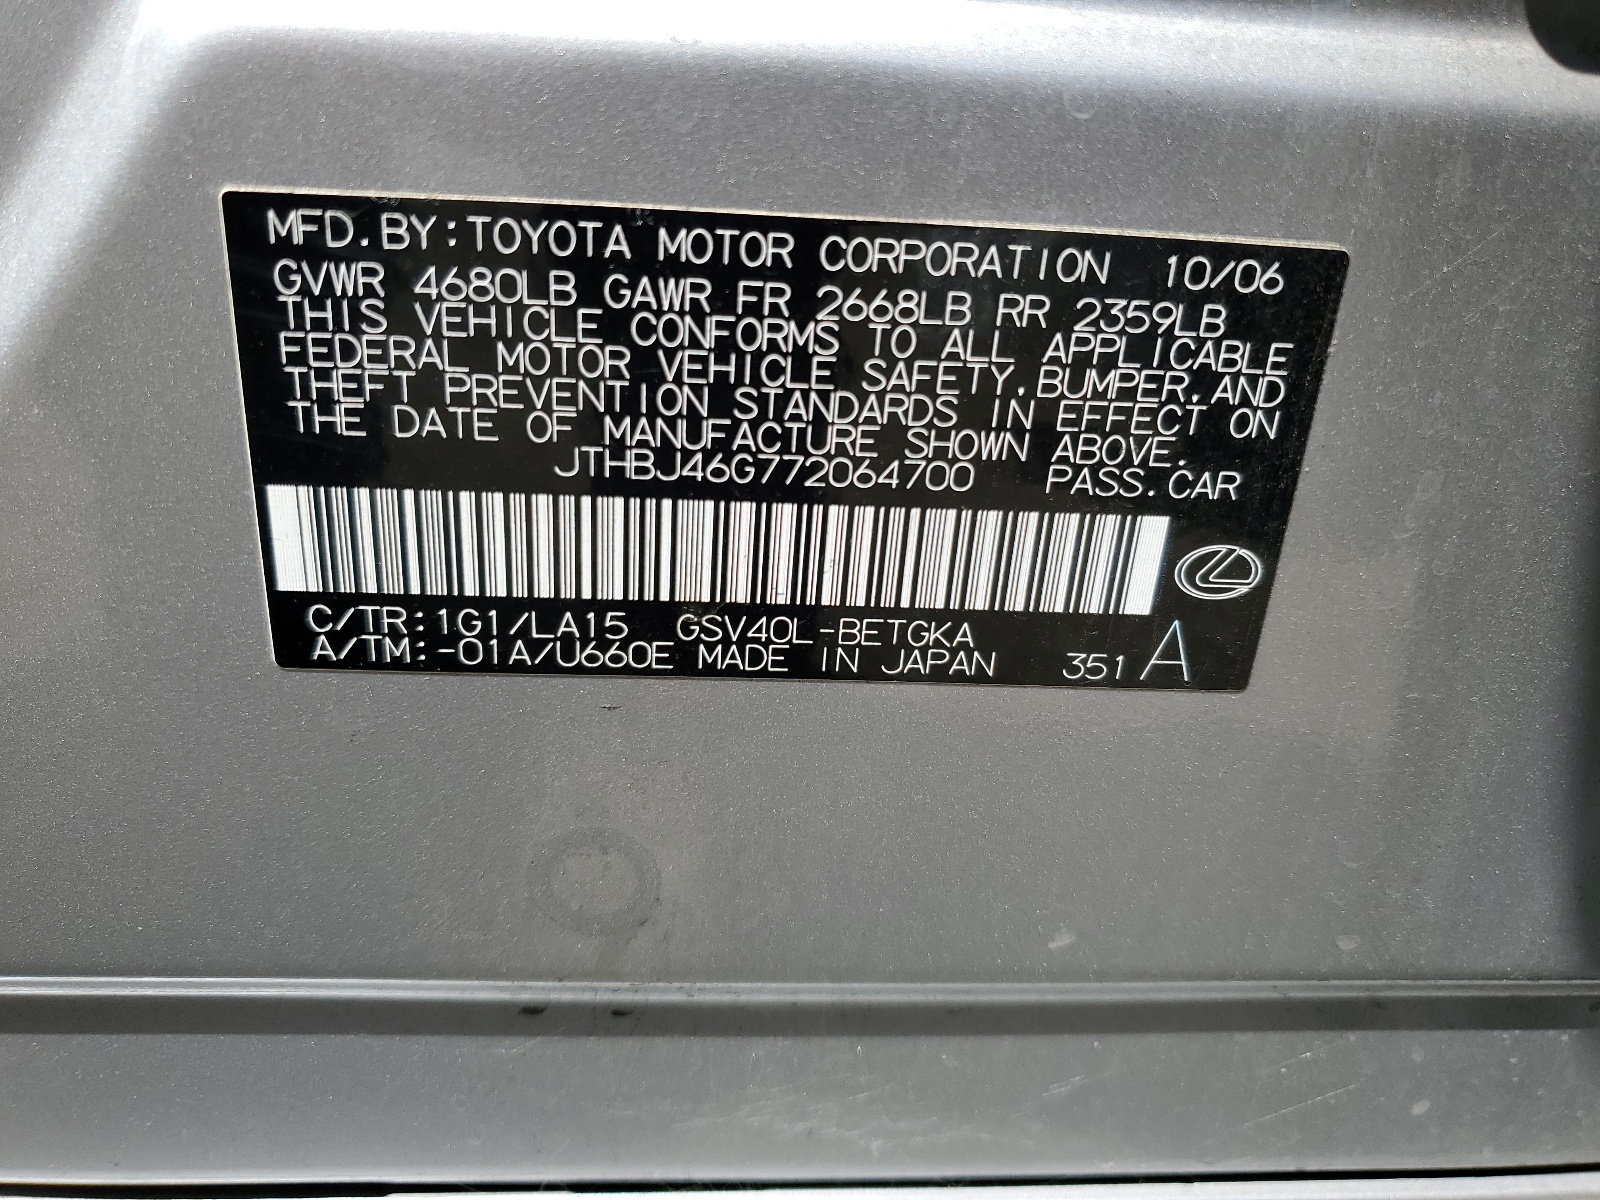 MFD.BY:TOYOTA MOTOR CORPORATION 10/06
GVWR 4680LB GAWR FR 2668LB RR 2359LB
THIS VEHICLE CONFORMS TO ALL APPLICABLE
FEDERAL MOTOR VEHICLE SAFETY,BUMPER,AND
THEFT PREVENTION STANDARDS IN EFFECT ON
THE DATE OF MANUFACTURE SHOWN ABOVE.
JTHBJ46G772064700 PASS.CAR
C/TR:1G1/LA15 GSV40L-BETGKA
A/TM:-01A/U660E MADE IN JAPAN 351 A